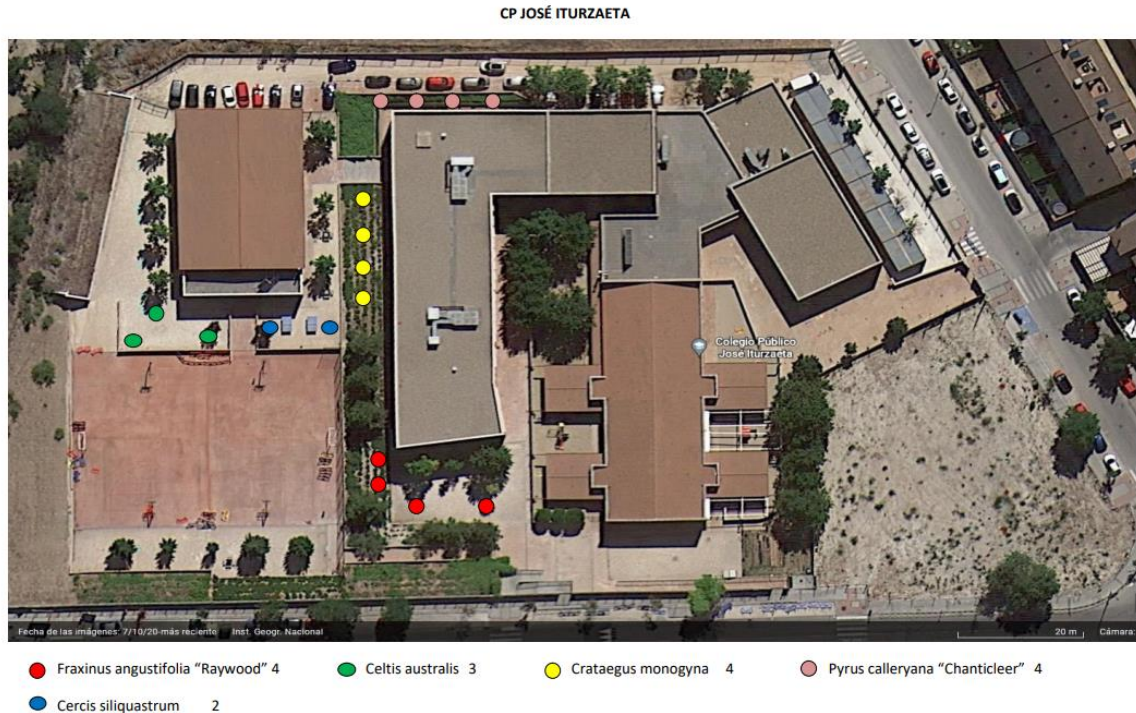 CP JOSÉ ITURZAETA
Colegio Público
José Iturzaeta
Fecha de las imágenes: 7/10/20-más reciente Inst. Geogr. Nacional
20 m
Cámara:
Fraxinus angustifolia “Raywood” 4
Celtis australis 3
Crataegus monogyna 4
Pyrus calleryana “Chanticleer” 4
Cercis siliquastrum 2